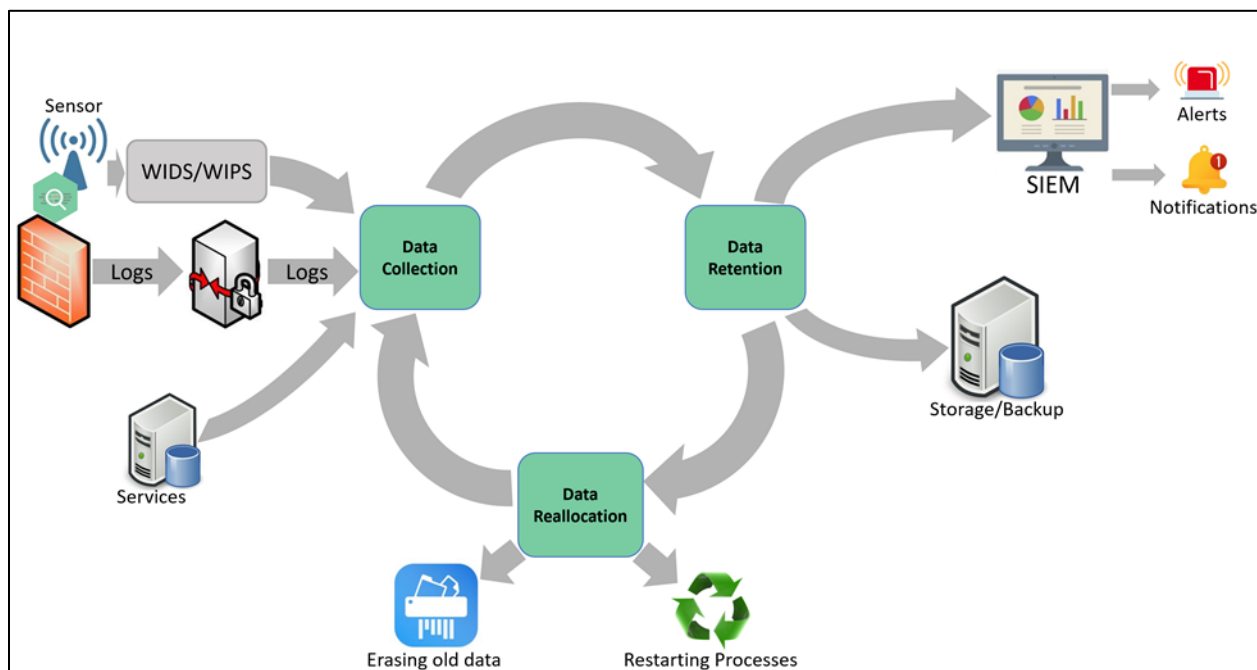 Sensor
WIDS/WIPS
Logs
Logs
Services
Data
Collection
Data
Retention
Data
Reallocation
SIEM
Alerts
1
Notifications
Storage/Backup
Erasing old data
Restarting Processes